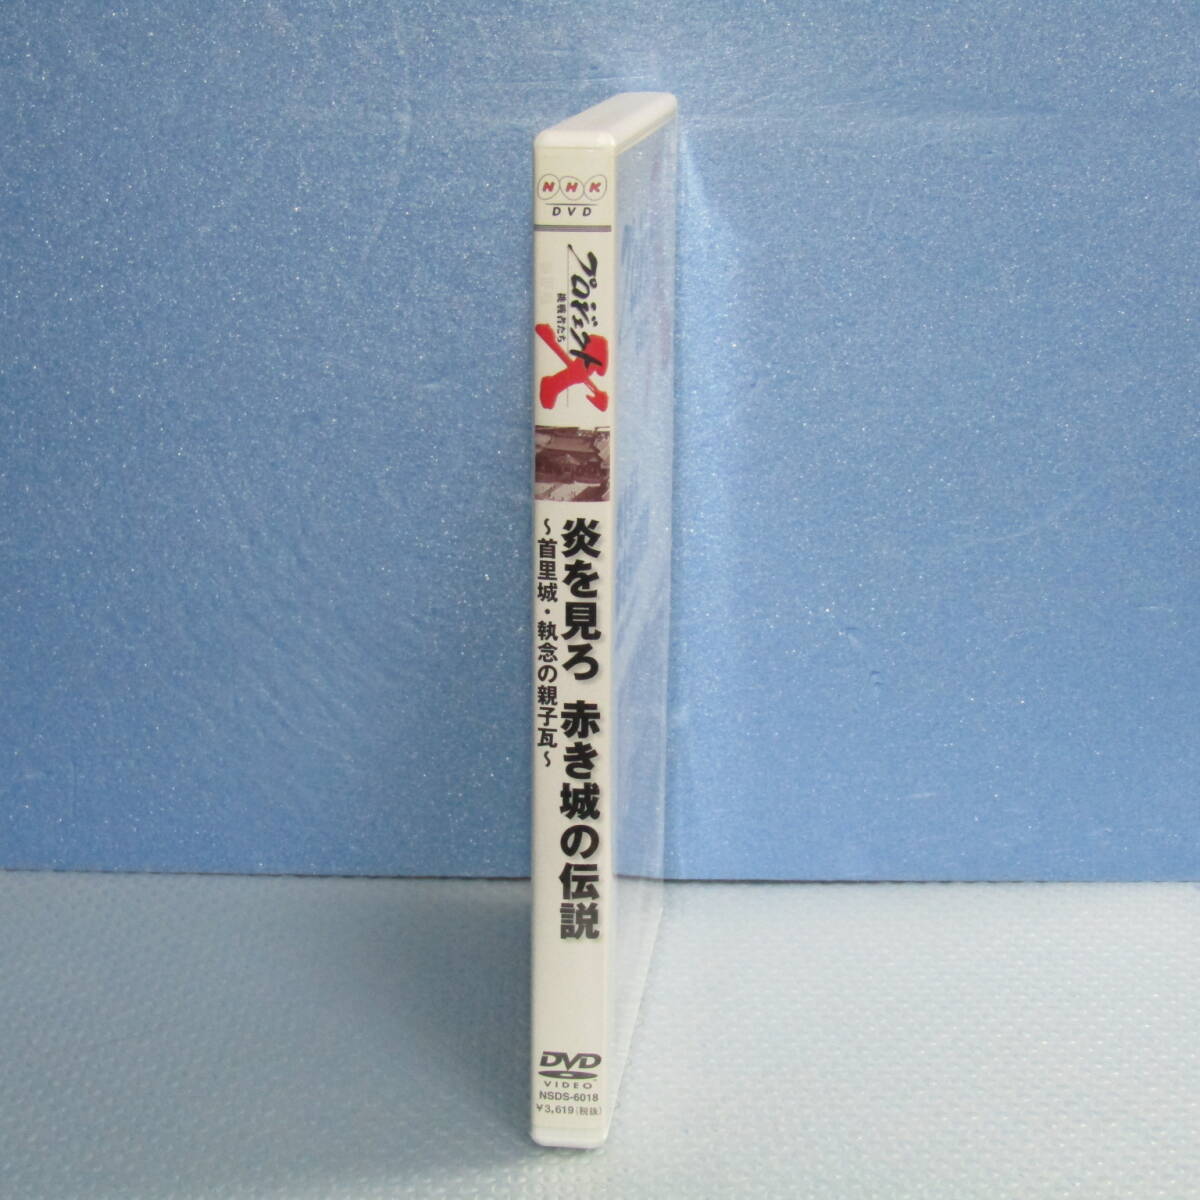 NHK
DVD
プロジェクトX
挑戦者たち
炎を見ろ 赤き城の伝説
～首里城・執念の親子瓦～
DVD
VIDEO
NSDS-6018
￥3,619(税抜)